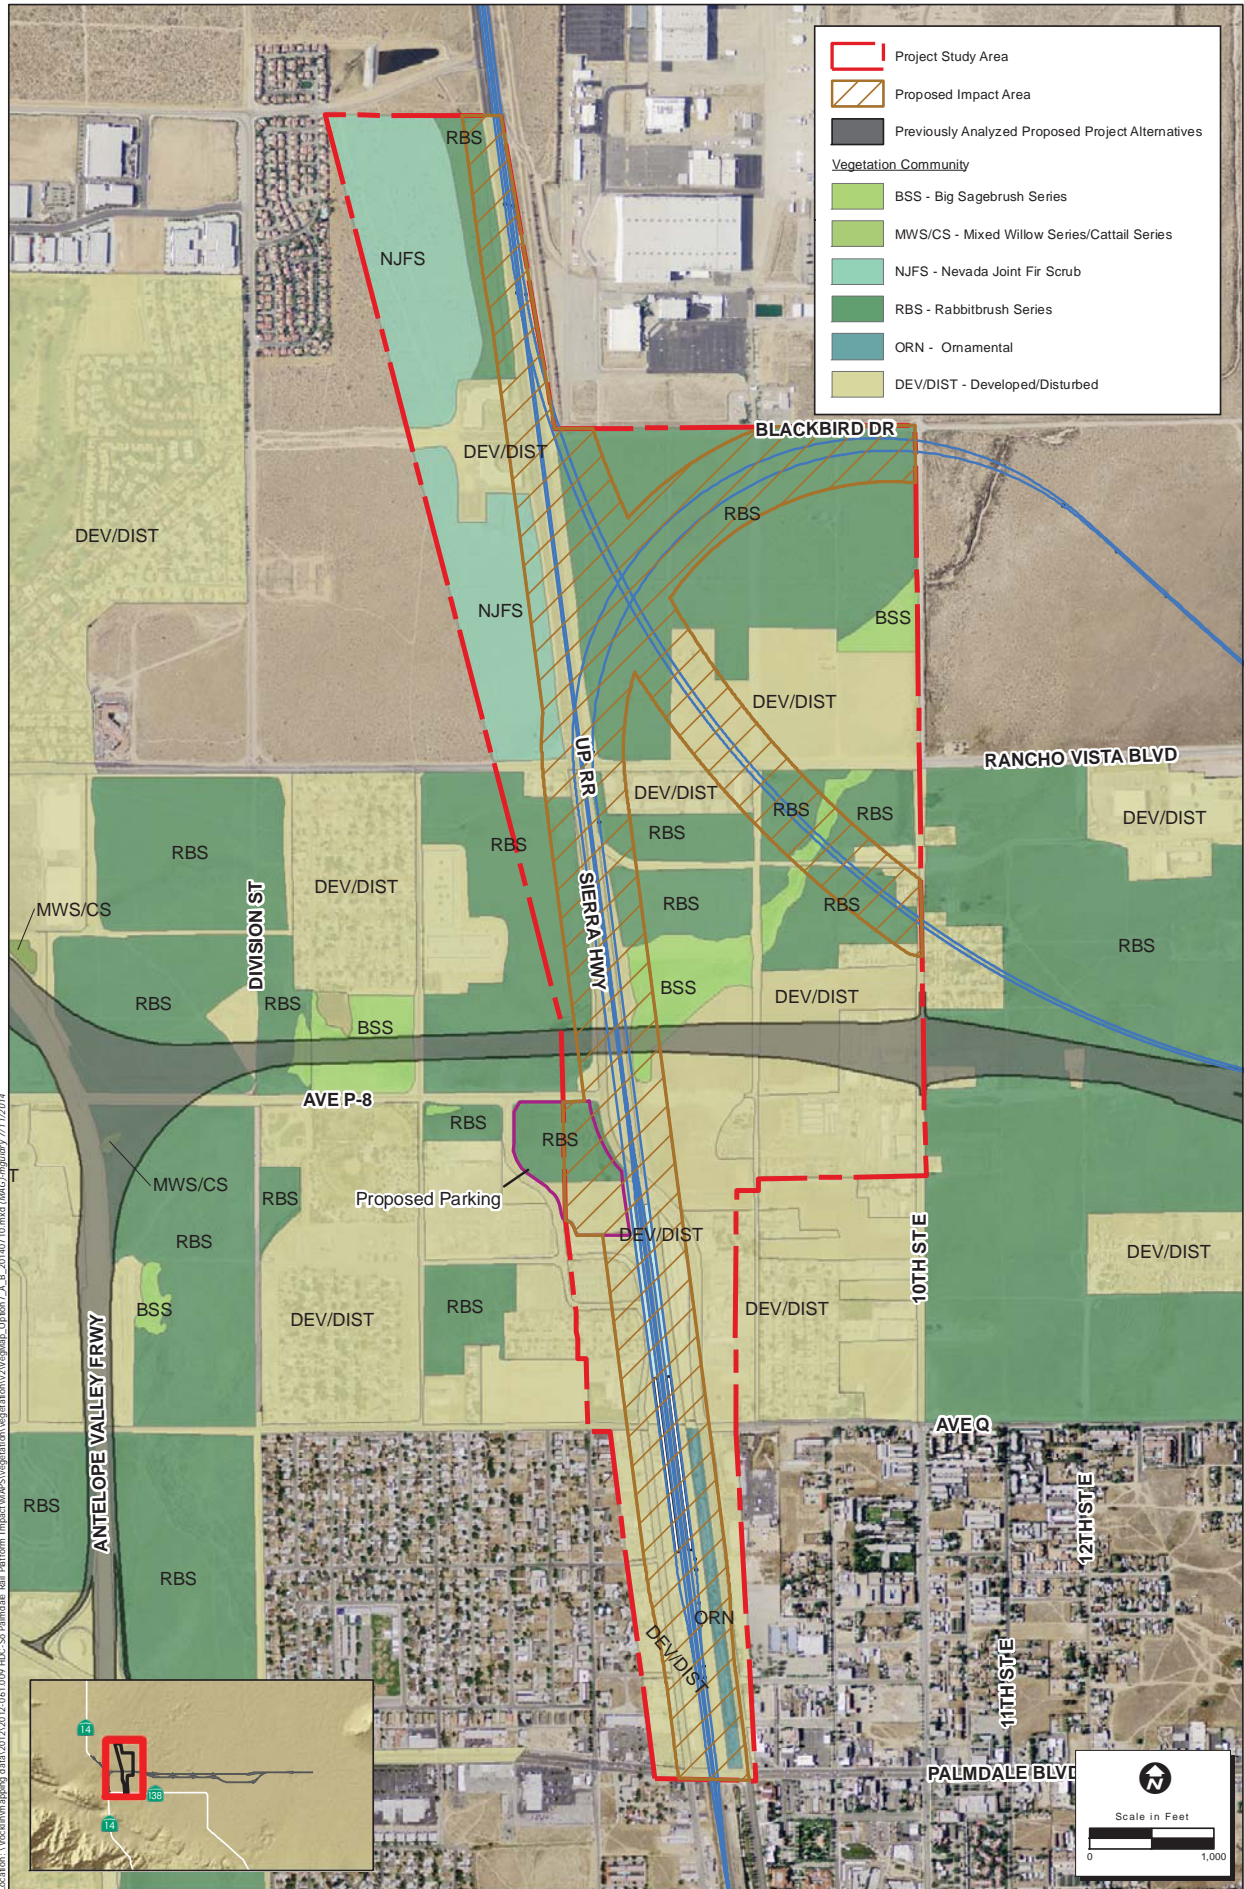 Project Study Area
Proposed Impact Area
Previously Analyzed Proposed Project Alternatives
Vegetation Community
BSS - Big Sagebrush Series
MWS/CS - Mixed Willow Series/Cattail Series
NJFS - Nevada Joint Fir Scrub
RBS - Rabbitbrush Series
ORN - Ornamental
DEV/DIST - Developed/Disturbed
RBS
NJFS
BLACKBIRD DR
DEV/DIST
RBS
DEV/DIST
NJFS
BSS
DEV/DIST
UP RR
RANCHO VISTA BLVD
DEV/DIST
RBS
RBS
DEV/DIST
RBS
RBS
RBS
DEV/DIST
SIERRA HWY
DIVISION ST
MWS/CS
RBS
RBS
RBS
RBS
RBS
BSS
DEV/DIST
BSS
AVE P-8
RBS
RBS
T
MWS/CS
RBS
Proposed Parking
RBS
DEV/DIST
10TH ST E
DEV/DIST
BSS
RBS
DEV/DIST
DEV/DIST
ANTELOPE VALLEY FRWY
AVE Q
RBS
12TH ST E
RBS
ORN
DEV/DIST
11TH ST E
PALMDALE BLVD
14
138
14
N
Scale in Feet
0 1,000